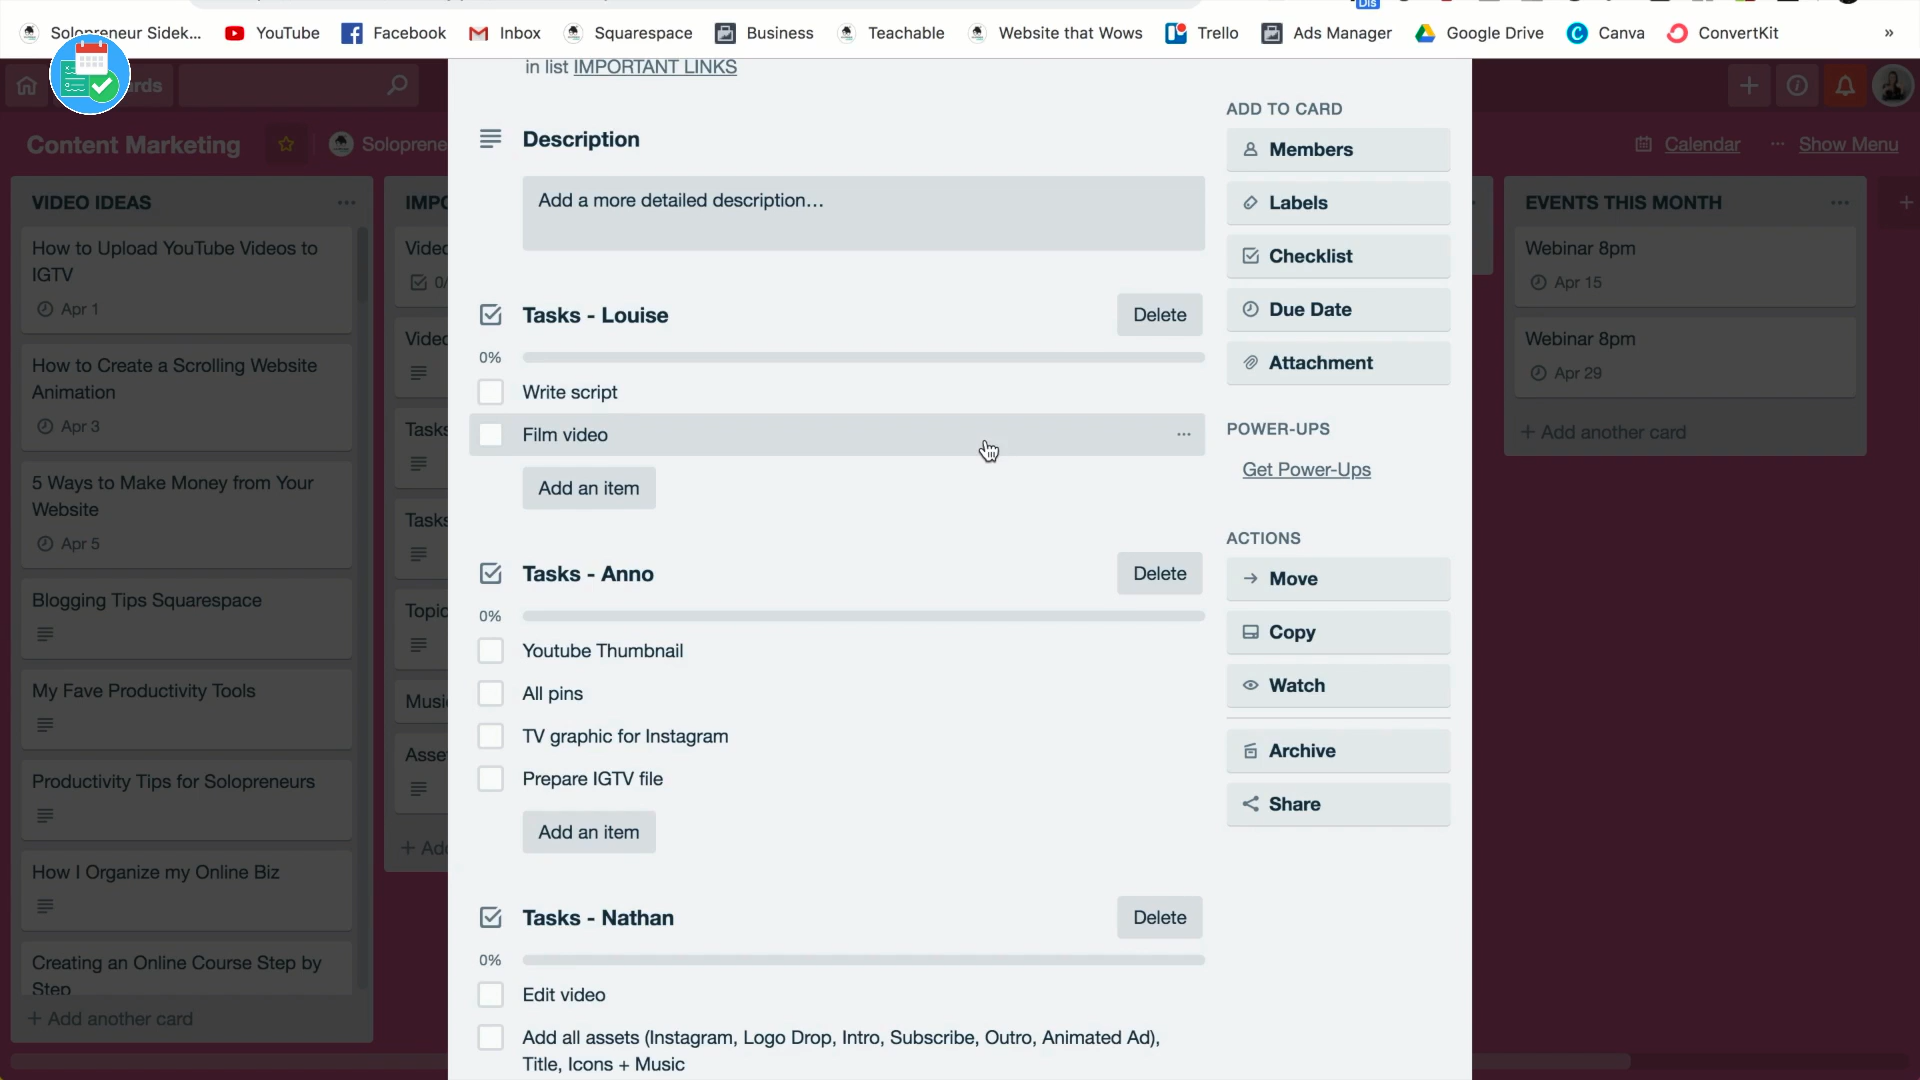 Solopreneur Sidek...
YouTube
Facebook
Inbox
Squarespace
Business
Teachable
Website that Wows
Trello
Ads Manager
Google Drive
Canva
ConvertKit
»
in list IMPORTANT LINKS
Content Marketing
Soloprene
Calendar
... Show Menu
VIDEO IDEAS
How to Upload YouTube Videos to
IGTV
Apr 1
How to Create a Scrolling Website
Animation
Apr 3
5 Ways to Make Money from Your
Website
Apr 5
Blogging Tips Squarespace
My Fave Productivity Tools
Productivity Tips for Solopreneurs
How I Organize my Online Biz
Creating an Online Course Step by
Step
+ Add another card
IMPO
Video
0/
Video
Tasks
Tasks
Topic
Music
Asse
+ Add
Description
Add a more detailed description...
Tasks - Louise
Delete
0%
Write script
Film video
Add an item
Tasks - Anno
Delete
0%
Youtube Thumbnail
All pins
TV graphic for Instagram
Prepare IGTV file
Add an item
Tasks - Nathan
Delete
0%
Edit video
Add all assets (Instagram, Logo Drop, Intro, Subscribe, Outro, Animated Ad),
Title, Icons + Music
ADD TO CARD
Members
Labels
Checklist
Due Date
Attachment
POWER-UPS
Get Power-Ups
ACTIONS
Move
Copy
Watch
Archive
Share
EVENTS THIS MONTH
Webinar 8pm
Apr 15
Webinar 8pm
Apr 29
+ Add another card